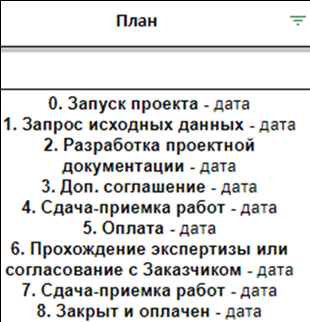 План
0. Запуск проекта - дата
1. Запрос исходных данных - дата
2. Разработка проектной
документации - дата
3. Доп. соглашение - дата
4. Сдача-приемка работ - дата
5. Оплата - дата
6. Прохождение экспертизы или
согласование с Заказчиком - дата
7. Сдача-приемка работ - дата
8. Закрыт и оплачен - дата